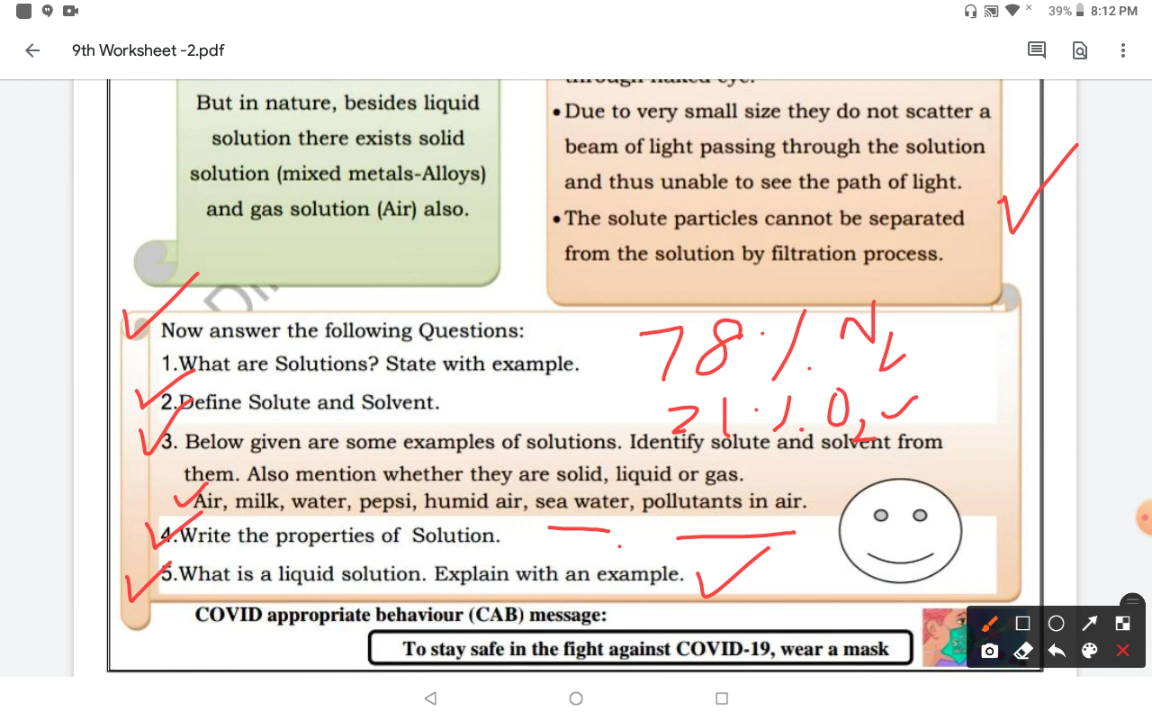 39% 8:12 PM
9th Worksheet -2.pdf
But in nature, besides liquid
solution there exists solid
solution (mixed metals-Alloys)
and gas solution (Air) also.
through naked eye.
• Due to very small size they do not scatter a
beam of light passing through the solution
and thus unable to see the path of light.
• The solute particles cannot be separated
from the solution by filtration process.
Now answer the following Questions:
1.What are Solutions? State with example.
2.Define Solute and Solvent.
3. Below given are some examples of solutions. Identify solute and solvent from
them. Also mention whether they are solid, liquid or gas.
Air, milk, water, pepsi, humid air, sea water, pollutants in air.
4.Write the properties of Solution.
5.What is a liquid solution. Explain with an example.
78% N2
21% O2
COVID appropriate behaviour (CAB) message:
To stay safe in the fight against COVID-19, wear a mask